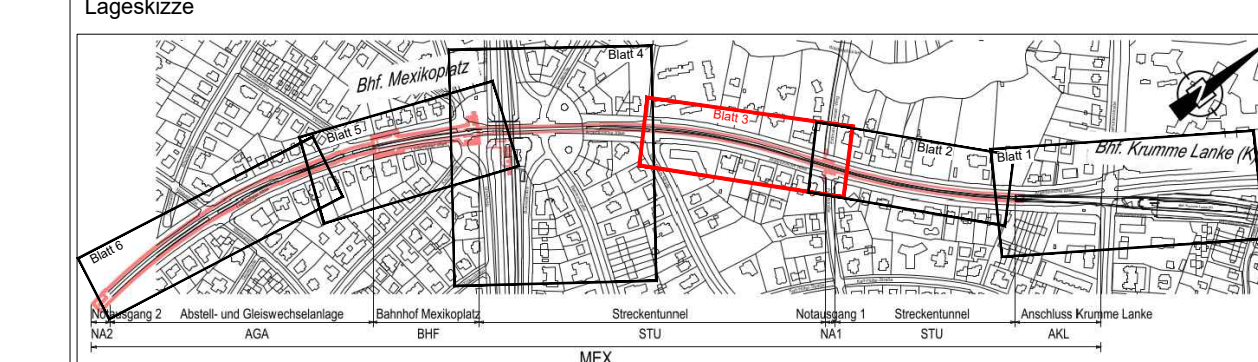 Lageskizze
Blatt 4
Bhf. Mexikoplatz
Blatt 3
Blatt 5
Blatt 2
Blatt 1
Bhf. Krumme Lanke (K
N
Blatt 6
Notausgang 2 Abstell- und Gleiswechselanlage Bahnhof Mexikoplatz Streckentunnel Notausgang 1 Streckentunnel Anschluss Krumme Lanke
NA2 AGA BHF STU NA1 STU AKL
MEX